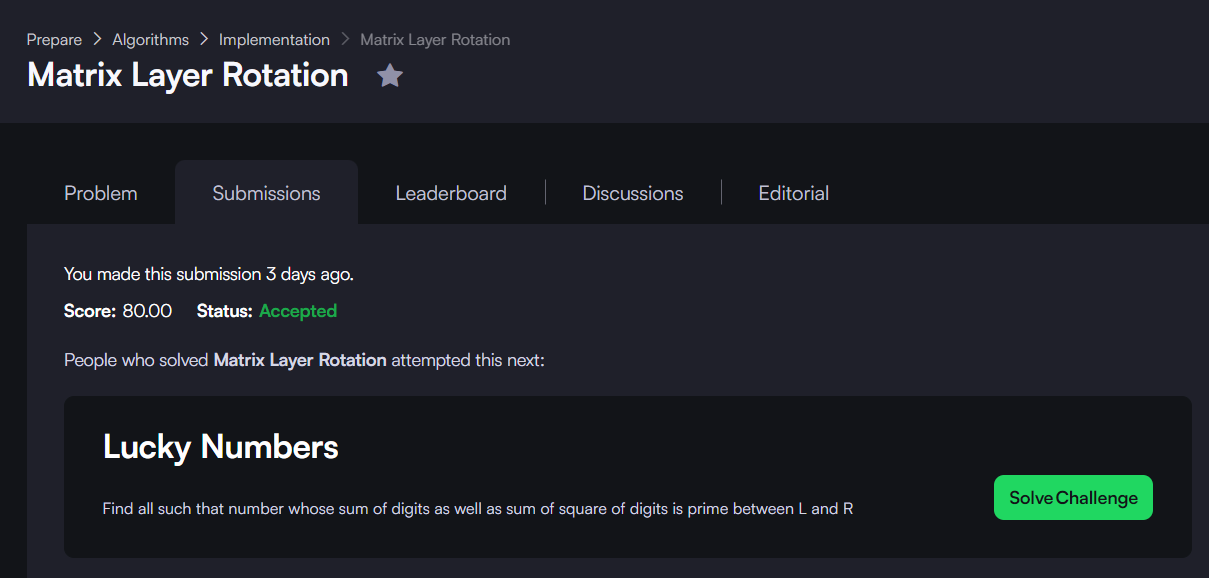 Prepare > Algorithms > Implementation > Matrix Layer Rotation
Matrix Layer Rotation
Problem Submissions Leaderboard Discussions Editorial
You made this submission 3 days ago.
Score: 80.00 Status: Accepted
People who solved Matrix Layer Rotation attempted this next:
Lucky Numbers
Find all such that number whose sum of digits as well as sum of square of digits is prime between L and R
Solve Challenge